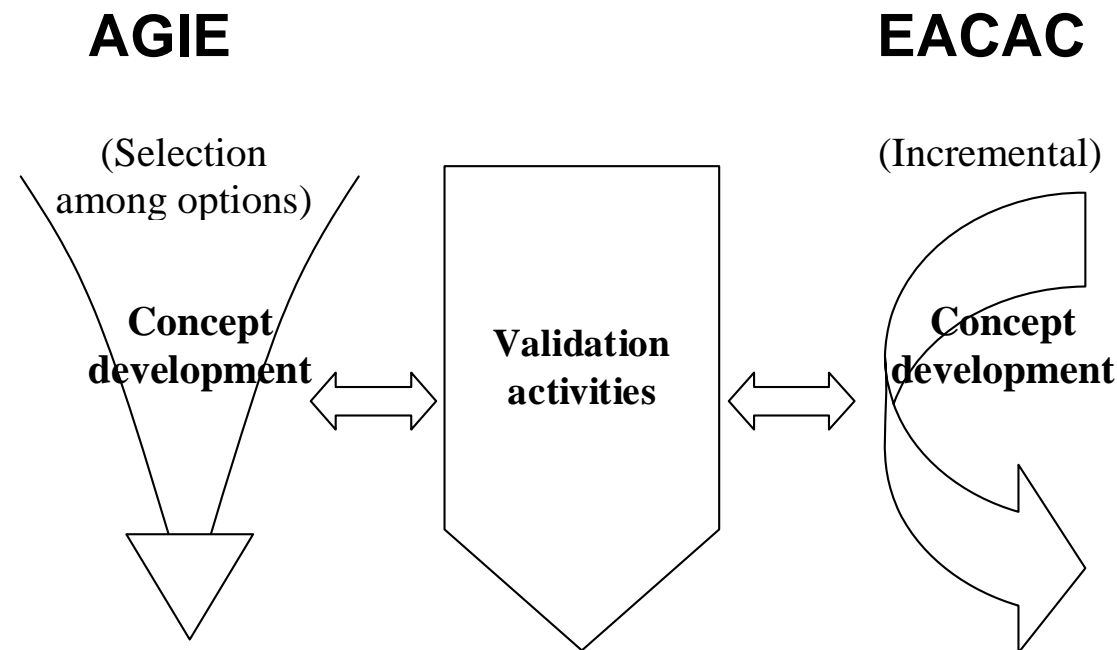 AGIE
EACAC
(Selection
among options)
(Incremental)
Concept
development
Validation
activities
Concept
development